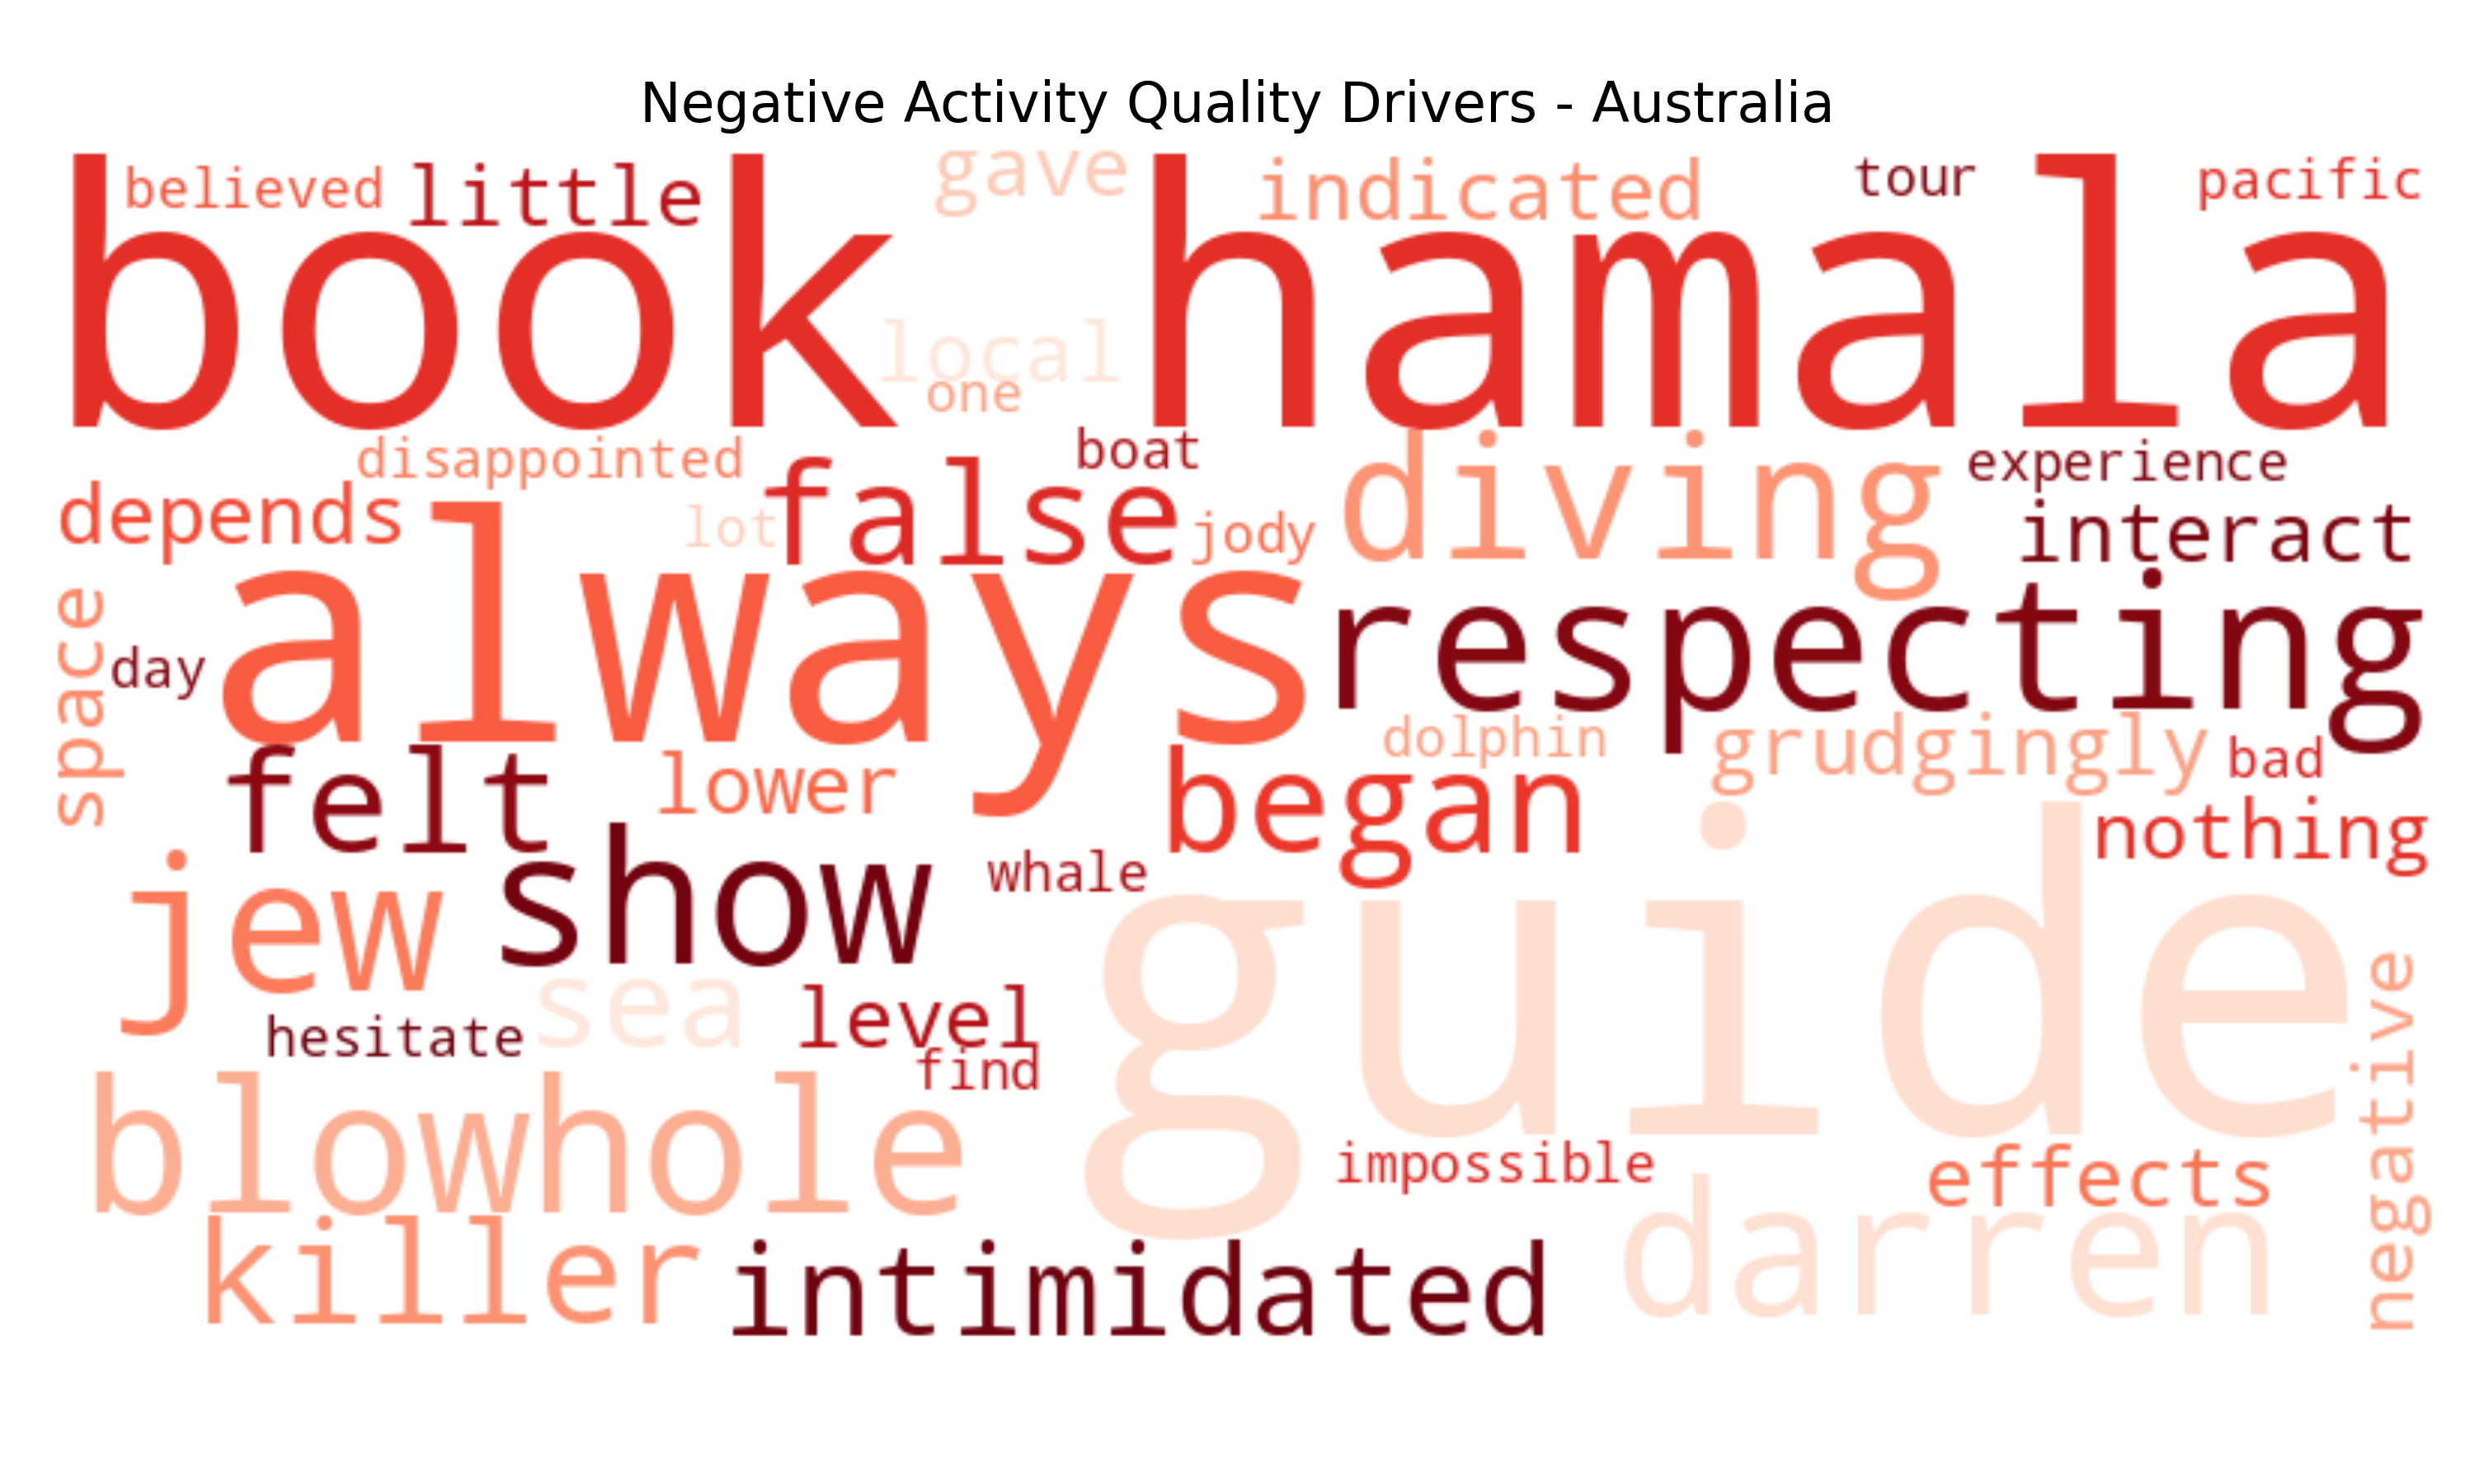 Negative Activity Quality Drivers - Australia
believed
little
gave
indicated
tour
pacific
book hamala
local
one
disappointed
boat
experience
depends
lot
false
jody
diving
interact
space
day
always
respecting
dolphin
grudgingly
bad
felt
lower
began
nothing
jew
show
whale
guide
sea
level
hesitate
find
negative
blowhole
impossible
effects
killer
intimidated
darren